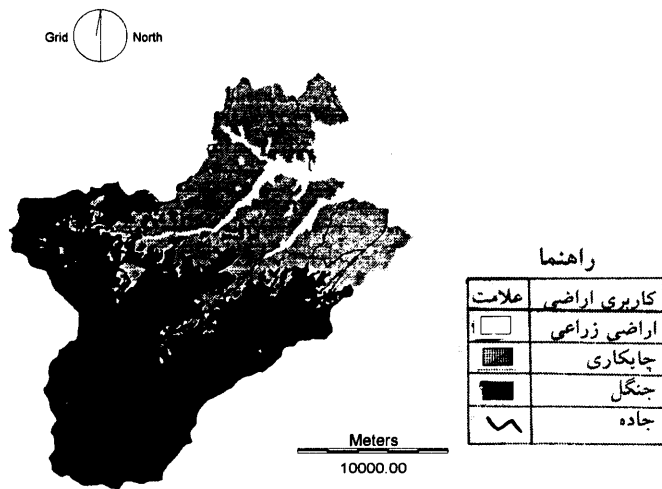 Grid North
راهنما
کاربری اراضی علامت
اراضی زراعی
چایکاری
جنگل
جاده
Meters
10000.00